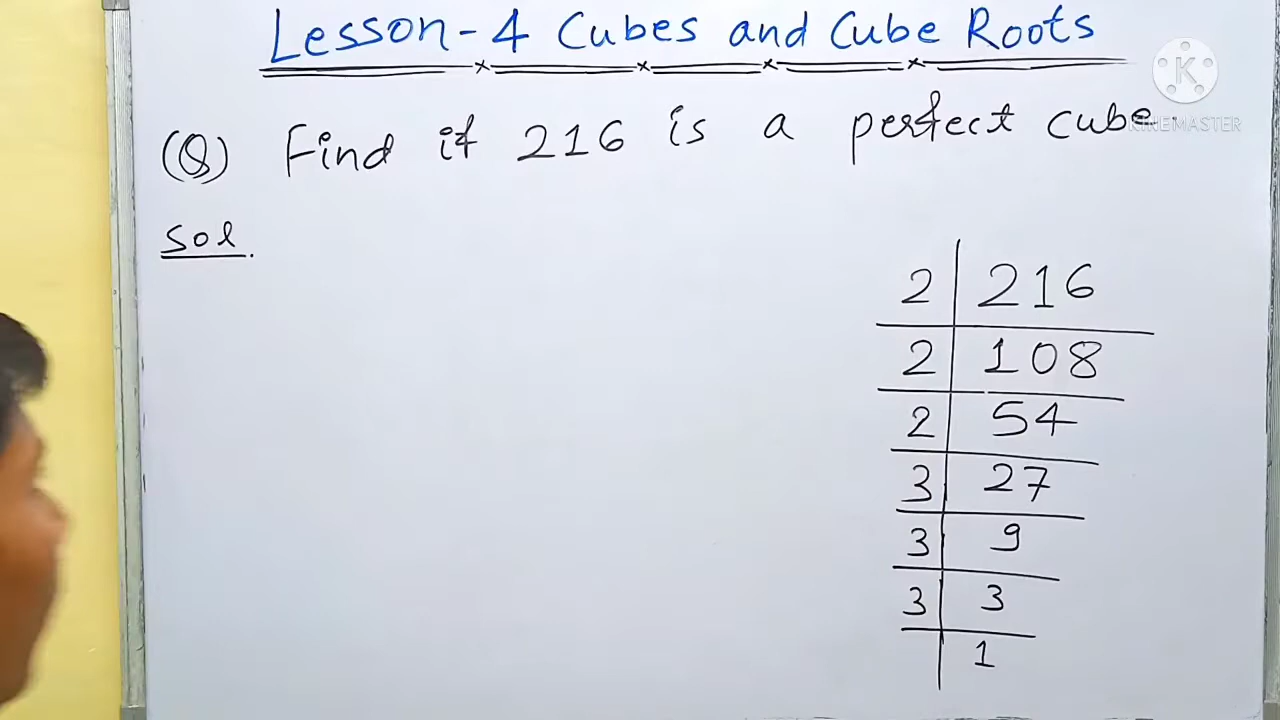 Lesson-4 Cubes and Cube Roots
K
KINEMASTER
(Q) Find if 216 is a perfect cube.
Sol.
2 | 216
2 | 108
2 | 54
3 | 27
3 | 9
3 | 3
| 1